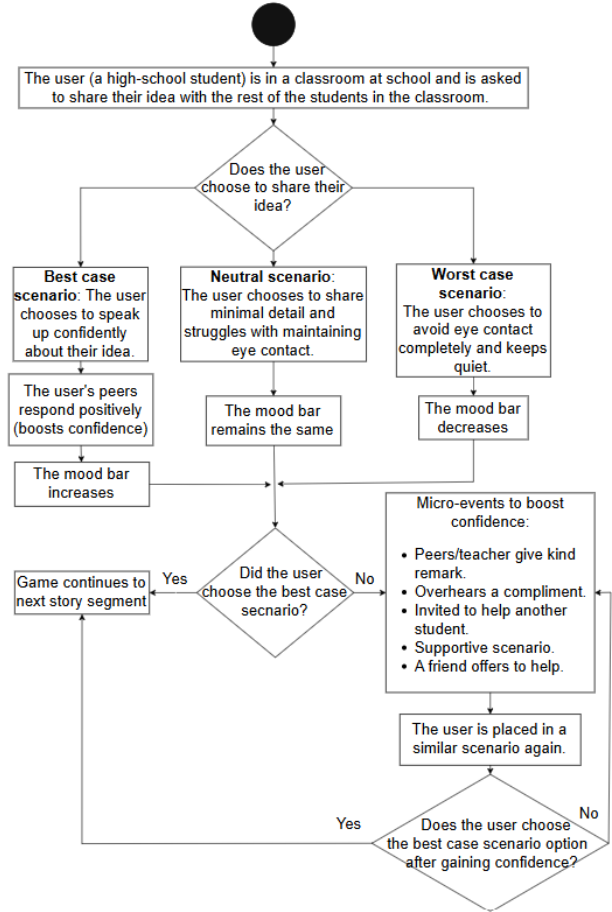 The user (a high-school student) is in a classroom at school and is asked
to share their idea with the rest of the students in the classroom.
Does the user
choose to share their
idea?
Best case
scenario: The user
chooses to speak
up confidently
about their idea.
Neutral scenario:
The user chooses to share
minimal detail and
struggles with maintaining
eye contact.
Worst case
scenario:
The user chooses to
avoid eye contact
completely and keeps
quiet.
The user's peers
respond positively
(boosts confidence)
The mood bar
remains the same
The mood bar
decreases
The mood bar
increases
Did the user
choose the best case
secnario?
Yes
No
Game continues to
next story segment
Micro-events to boost
confidence:
• Peers/teacher give kind
remark.
• Overhears a compliment.
• Invited to help another
student.
• Supportive scenario.
• A friend offers to help.
The user is placed in a
similar scenario again.
Does the user choose
the best case scenario option
after gaining confidence?
Yes
No